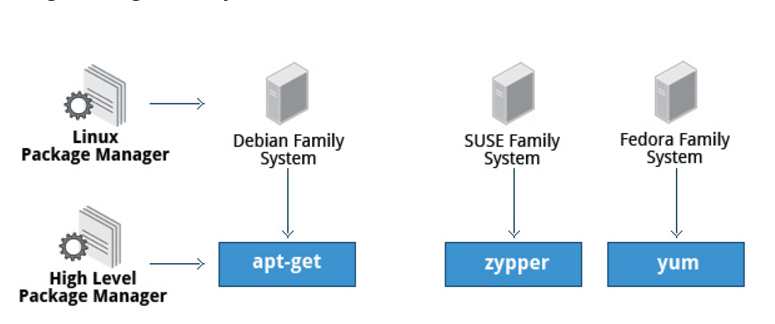 Linux
Package Manager
Debian Family
System
SUSE Family
System
Fedora Family
System
High Level
Package Manager
apt-get
zypper
yum